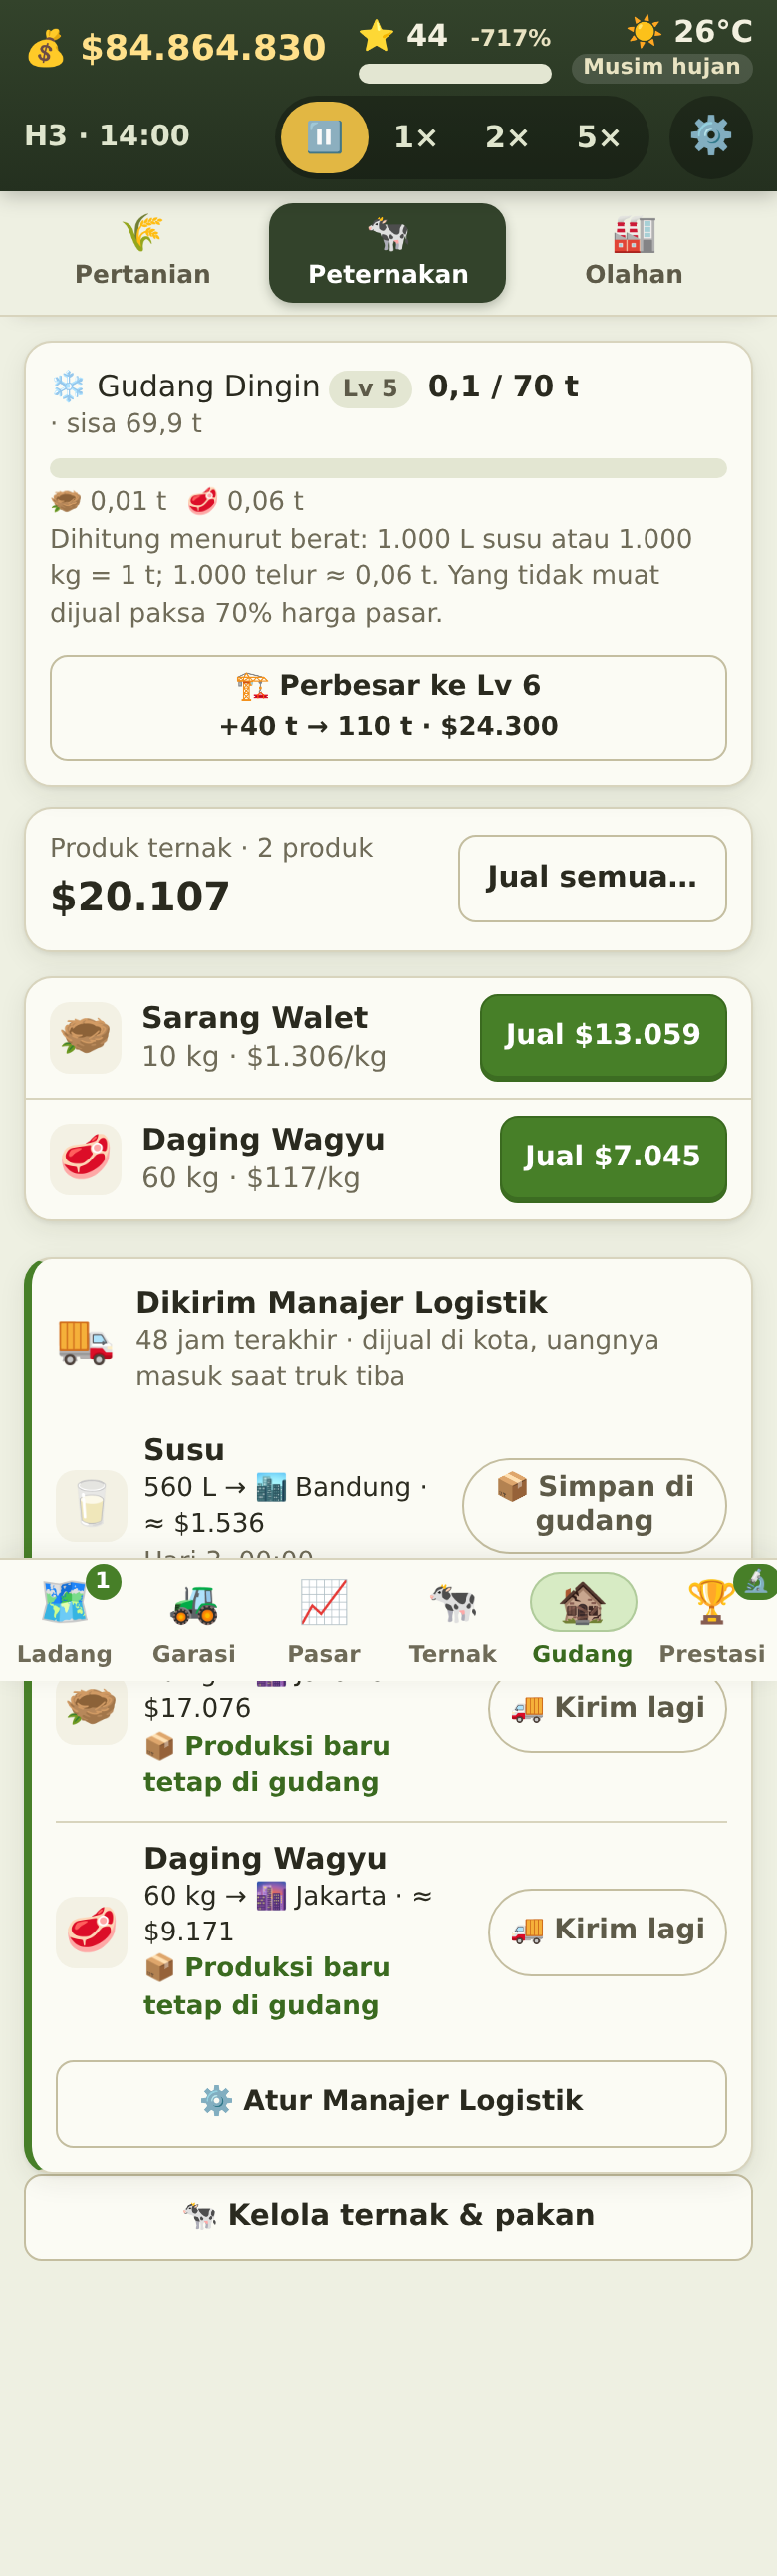 $84.864.830
44
-717%
26°C
Musim hujan
H3 · 14:00
1×
2×
5×
Pertanian
Peternakan
Olahan
Gudang Dingin Lv 5 0,1 / 70 t
· sisa 69,9 t
0,01 t 0,06 t
Dihitung menurut berat: 1.000 L susu atau 1.000
kg = 1 t; 1.000 telur ≈ 0,06 t. Yang tidak muat
dijual paksa 70% harga pasar.
Perbesar ke Lv 6
+40 t → 110 t · $24.300
Produk ternak · 2 produk
$20.107
Jual semua...
Sarang Walet
10 kg · $1.306/kg
Jual $13.059
Daging Wagyu
60 kg · $117/kg
Jual $7.045
Dikirim Manajer Logistik
48 jam terakhir · dijual di kota, uangnya
masuk saat truk tiba
Susu
560 L → Bandung ·
≈ $1.536
Simpan di
gudang
1
Ladang
Garasi
Pasar
Ternak
Gudang
Prestasi
$17.076
Produksi baru
tetap di gudang
Kirim lagi
Daging Wagyu
60 kg → Jakarta · ≈
$9.171
Produksi baru
tetap di gudang
Kirim lagi
Atur Manajer Logistik
Kelola ternak & pakan